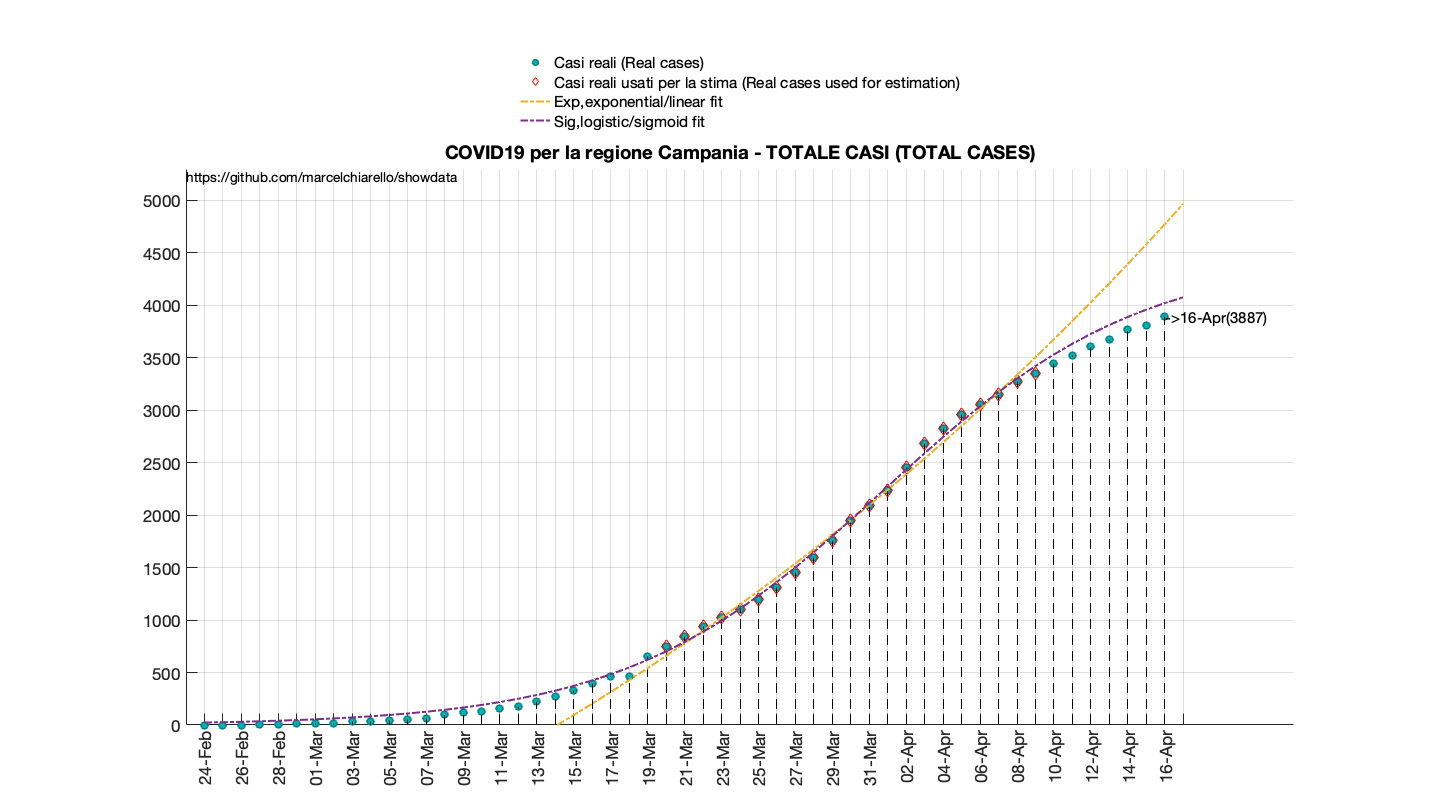 Casi reali (Real cases)
Casi reali usati per la stima (Real cases used for estimation)
Exp,exponential/linear fit
Sig,logistic/sigmoid fit
COVID19 per la regione Campania - TOTALE CASI (TOTAL CASES)
https://github.com/marcelchiarello/showdata
5000
4500
4000
->16-Apr(3887)
3500
3000
2500
2000
1500
1000
500
0
24-Feb
26-Feb
28-Feb
01-Mar
03-Mar
05-Mar
07-Mar
09-Mar
11-Mar
13-Mar
15-Mar
17-Mar
19-Mar
21-Mar
23-Mar
25-Mar
27-Mar
29-Mar
31-Mar
02-Apr
04-Apr
06-Apr
08-Apr
10-Apr
12-Apr
14-Apr
16-Apr